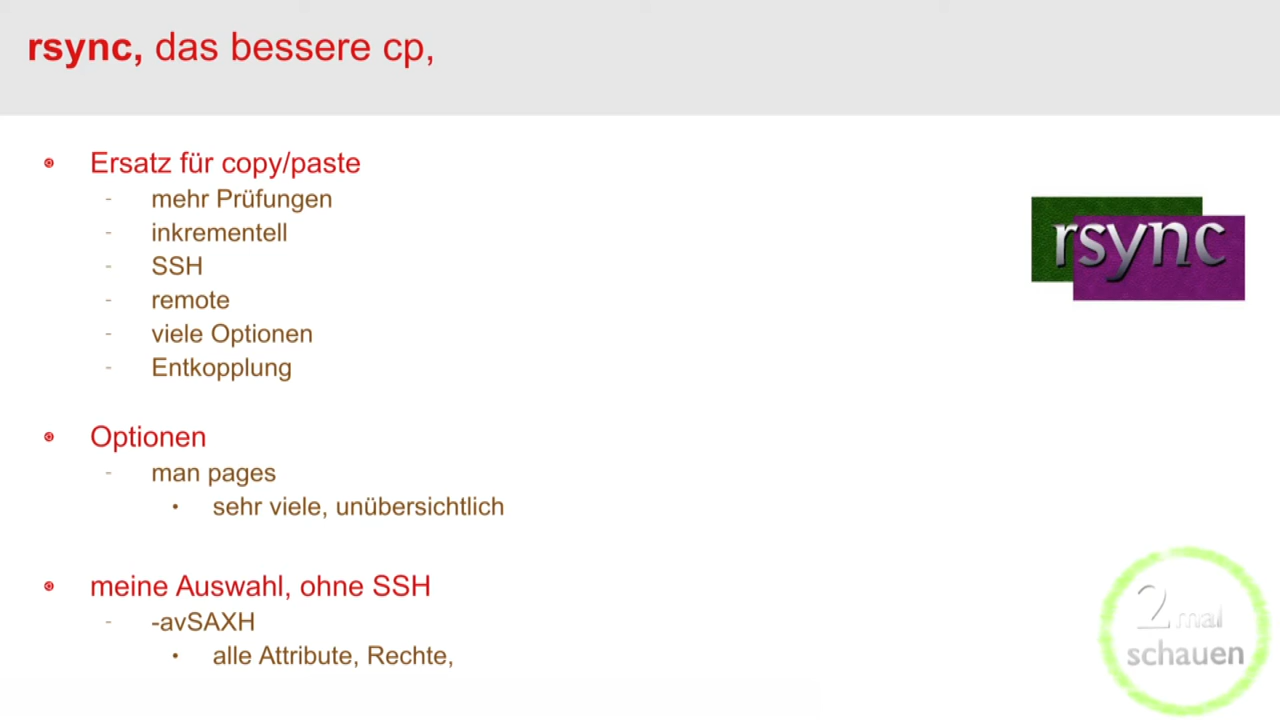 rsync, das bessere cp,
Ersatz für copy/paste
- mehr Prüfungen
- inkrementell
- SSH
- remote
- viele Optionen
- Entkopplung
rsync
Optionen
- man pages
• sehr viele, unübersichtlich
meine Auswahl, ohne SSH
- -avSAXH
• alle Attribute, Rechte,
2 mal
schauen